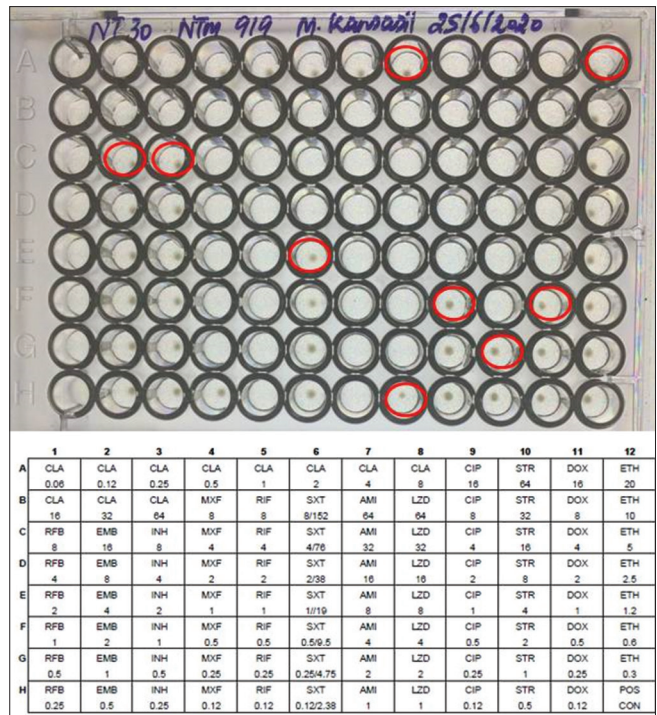 NT 30 NTM 919 M. Kansasii 25/6/2020
A
B
C
D
E
F
G
H
1 2 3 4 5 6 7 8 9 10 11 12
A CLA CLA CLA CLA CLA CLA CLA CLA CIP STR DOX ETH
0.06 0.12 0.25 0.5 1 2 4 8 16 64 16 20
B CLA CLA CLA MXF RIF SXT AMI LZD CIP STR DOX ETH
16 32 64 8 8 8/152 64 64 8 32 8 10
C RFB EMB INH MXF RIF SXT AMI LZD CIP STR DOX ETH
8 16 8 4 4 4/76 32 32 4 16 4 5
D RFB EMB INH MXF RIF SXT AMI LZD CIP STR DOX ETH
4 8 4 2 2 2/38 16 16 2 8 2 2.5
E RFB EMB INH MXF RIF SXT AMI LZD CIP STR DOX ETH
2 4 2 1 1 1//19 8 8 1 4 1 1.2
F RFB EMB INH MXF RIF SXT AMI LZD CIP STR DOX ETH
1 2 1 0.5 0.5 0.5/9.5 4 4 0.5 2 0.5 0.6
G RFB EMB INH MXF RIF SXT AMI LZD CIP STR DOX ETH
0.5 1 0.5 0.25 0.25 0.25/4.75 2 2 0.25 1 0.25 0.3
H RFB EMB INH MXF RIF SXT AMI LZD CIP STR DOX POS
0.25 0.5 0.25 0.12 0.12 0.12/2.38 1 1 0.12 0.5 0.12 CON